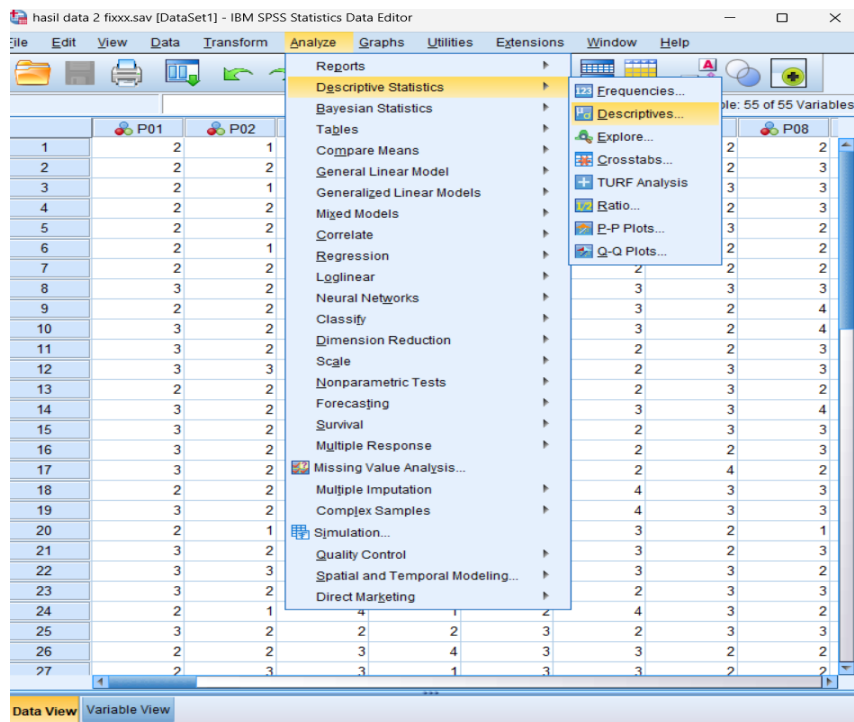 hasil data 2 fixxx.sav [DataSet1] - IBM SPSS Statistics Data Editor
File Edit View Data Transform Analyze Graphs Utilities Extensions Window Help
ble: 55 of 55 Variables
Reports
Descriptive Statistics
Bayesian Statistics
Tables
Compare Means
General Linear Model
Generalized Linear Models
Mixed Models
Correlate
Regression
Loglinear
Neural Networks
Classify
Dimension Reduction
Scale
Nonparametric Tests
Forecasting
Survival
Multiple Response
Missing Value Analysis...
Multiple Imputation
Complex Samples
Simulation...
Quality Control
Spatial and Temporal Modeling...
Direct Marketing
123 Frequencies...
Descriptives...
Explore...
Crosstabs...
TURF Analysis
1/2 Ratio...
P-P Plots...
Q-Q Plots...
P01 P02 P08
1 2 1 2 2
2 2 2 2 3
3 2 1 3 3
4 2 2 2 3
5 2 2 3 2
6 2 1 2 2
7 2 2 2 2 2
8 3 2 3 3 3
9 2 2 3 2 4
10 3 2 3 2 4
11 3 2 2 2 3
12 3 3 2 3 3
13 2 2 2 3 2
14 3 2 3 3 4
15 3 2 2 3 3
16 3 2 2 2 3
17 3 2 2 4 2
18 2 2 4 3 3
19 3 2 4 3 3
20 2 1 3 2 1
21 3 2 3 2 3
22 3 3 3 3 2
23 3 2 2 3 3
24 2 1 4 1 2 4 3 2
25 3 2 2 2 3 2 3 3
26 2 2 3 4 3 3 2 2
27 2 3 3 1 3 3 2 2
Data View Variable View